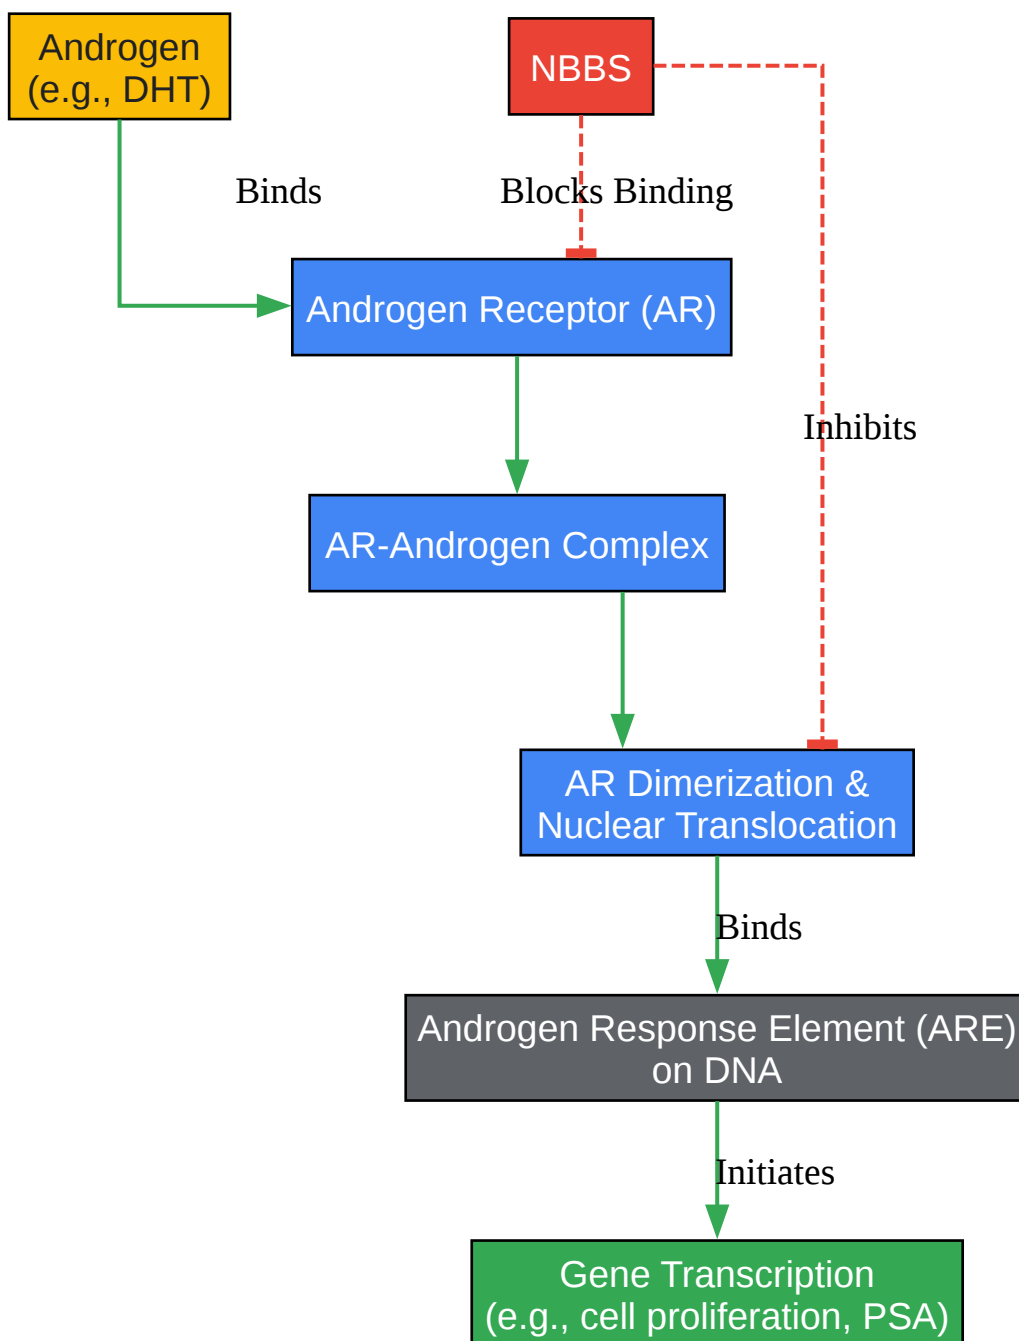 Androgen
(e.g., DHT)
NBBS
Binds
Blocks Binding
Androgen Receptor (AR)
Inhibits
AR-Androgen Complex
AR Dimerization &
Nuclear Translocation
Binds
Androgen Response Element (ARE)
on DNA
Initiates
Gene Transcription
(e.g., cell proliferation, PSA)